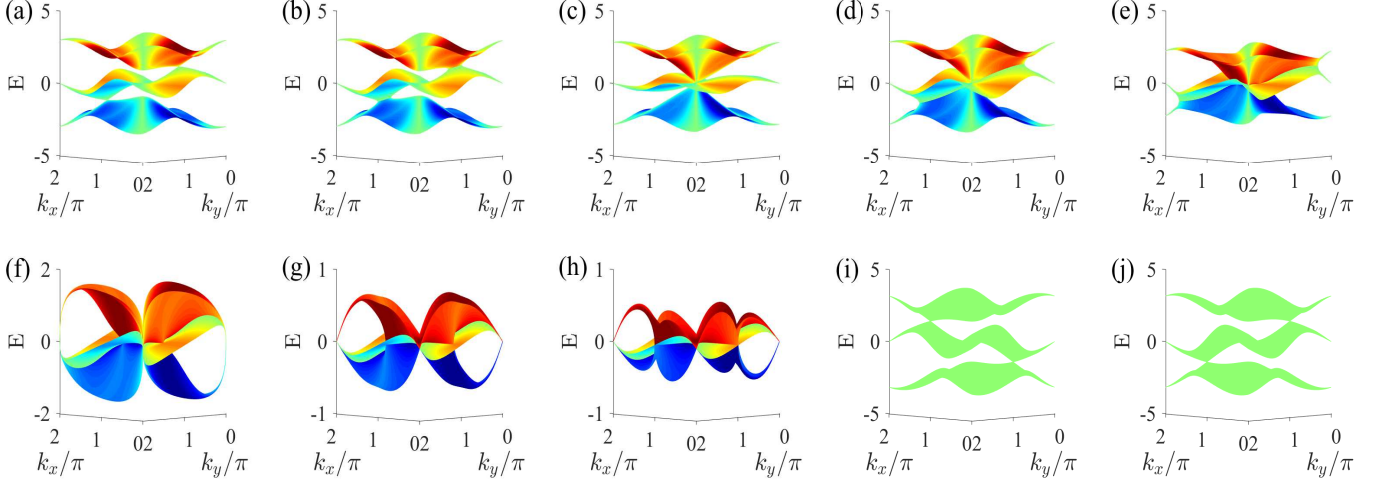 (a) (b) (c) (d) (e)
5 5 5 5 5
E 0 E 0 E 0 E 0 E 0
-5 -5 -5 -5 -5
2 1 02 1 0 2 1 02 1 0 2 1 02 1 0 2 1 02 1 0 2 1 02 1 0
k_x/π k_y/π k_x/π k_y/π k_x/π k_y/π k_x/π k_y/π k_x/π k_y/π
(f) (g) (h) (i) (j)
2 1 1 5 5
E 0 E 0 E 0 E 0 E 0
-2 -1 -1 -5 -5
2 1 02 1 0 2 1 02 1 0 2 1 02 1 0 2 1 02 1 0 2 1 02 1 0
k_x/π k_y/π k_x/π k_y/π k_x/π k_y/π k_x/π k_y/π k_x/π k_y/π